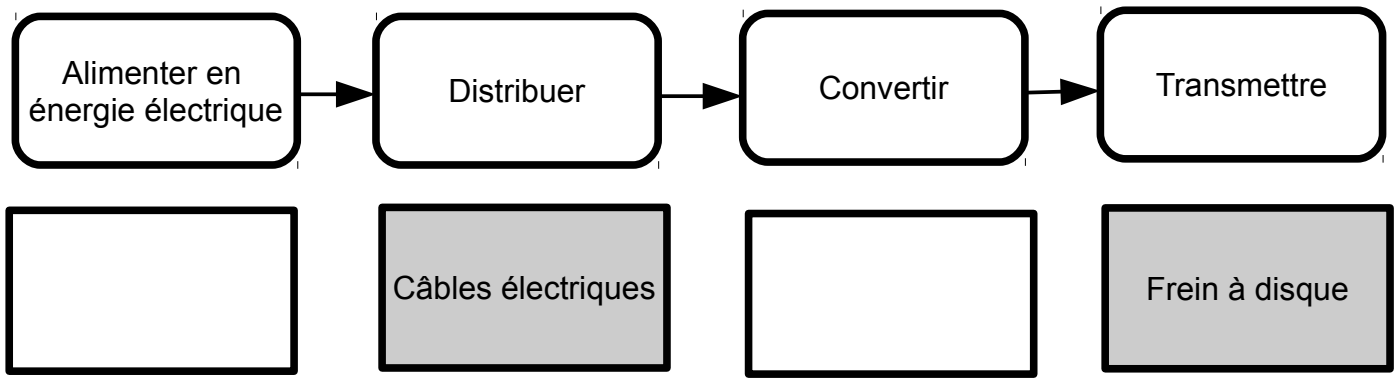 Alimenter en
énergie électrique
Distribuer
Convertir
Transmettre
Câbles électriques
Frein à disque